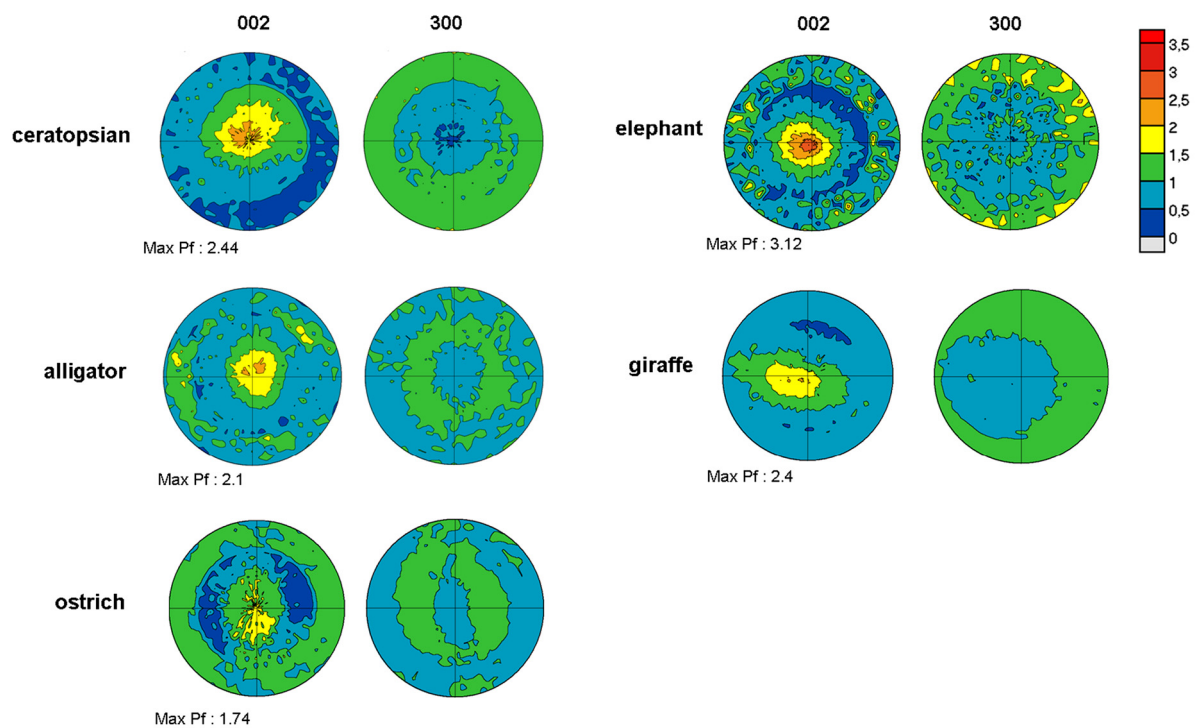 002 300 002 300
ceratopsian
Max Pf : 2.44
elephant
Max Pf : 3.12
3,5
3
2,5
2
1,5
1
0,5
0
alligator
Max Pf : 2.1
giraffe
Max Pf : 2.4
ostrich
Max Pf : 1.74